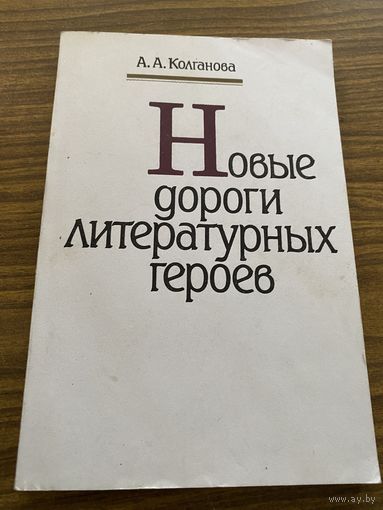 А. А. Колганова
Новые
дороги
литературных
героев
www.ay.by